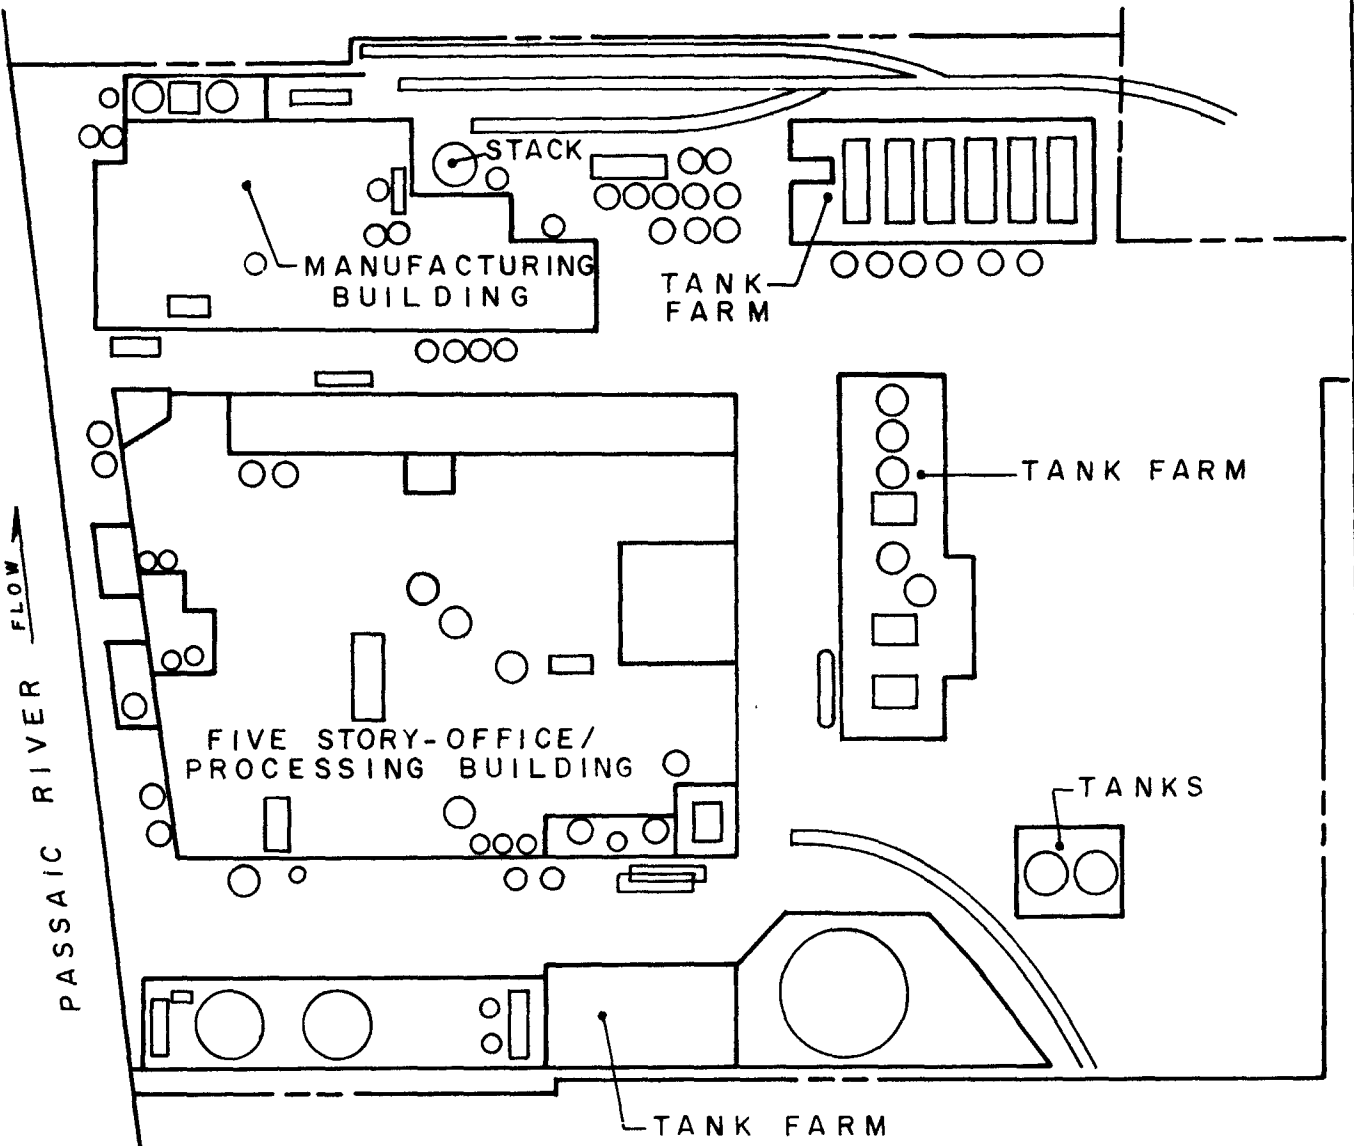 STACK
MANUFACTURING
BUILDING
TANK
FARM
TANK FARM
FLOW
PASSAIC RIVER
FIVE STORY-OFFICE/
PROCESSING BUILDING
TANKS
TANK FARM